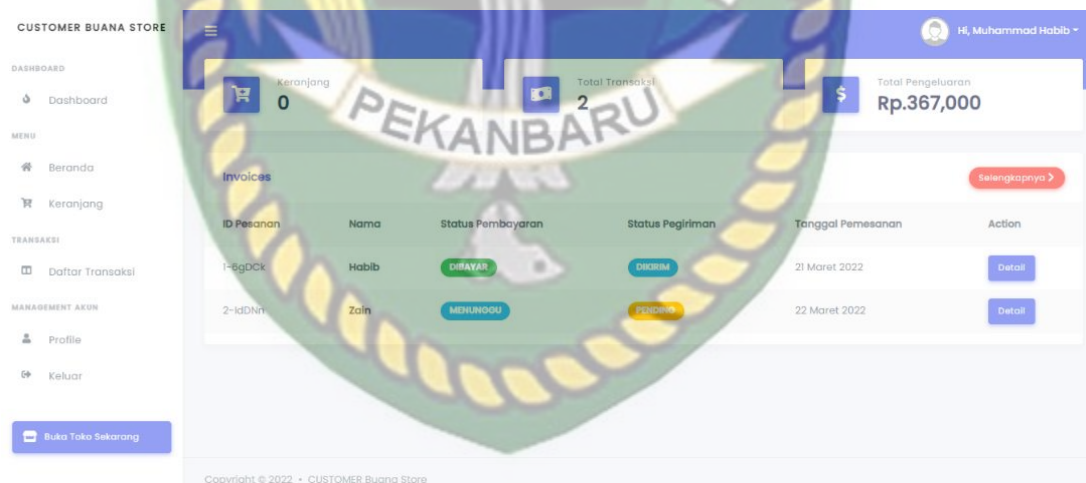 CUSTOMER BUANA STORE
Hi, Muhammad Habib
DASHBOARD
Dashboard
MENU
Beranda
Keranjang
TRANSAKSI
Daftar Transaksi
MANAGEMENT AKUN
Profile
Keluar
Buka Toko Sekarang
Keranjang
0
Total Transaksi
2
Total Pengeluaran
Rp.367,000
PEKANBARU
Invoices
Selengkapnya
ID Pesanan Nama Status Pembayaran Status Pegiriman Tanggal Pemesanan Action
1-6gDCk Habib DIBAYAR DIKIRIM 21 Maret 2022 Detail
2-IdDNn Zain MENUNGGU PENDING 22 Maret 2022 Detail
Copyright © 2022 • CUSTOMER Buana Store